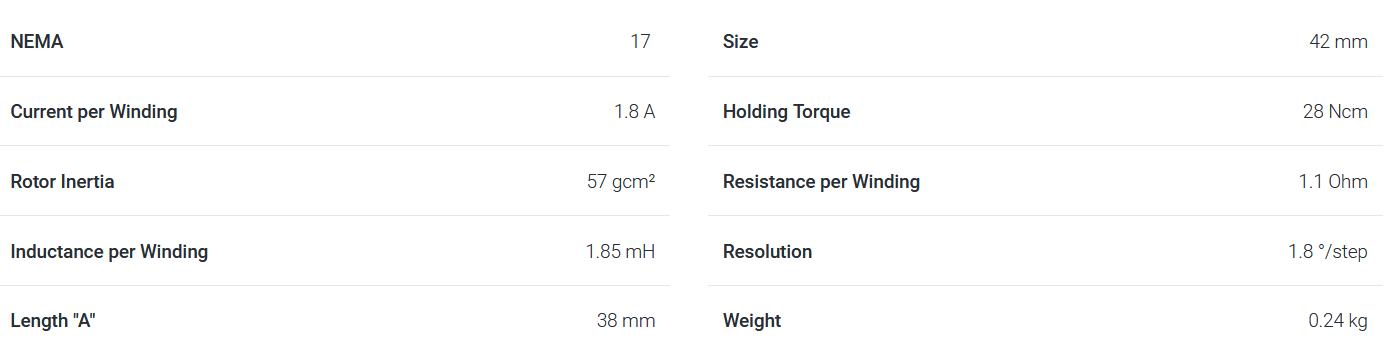 NEMA 17 Size 42 mm
Current per Winding 1.8 A Holding Torque 28 Ncm
Rotor Inertia 57 gcm² Resistance per Winding 1.1 Ohm
Inductance per Winding 1.85 mH Resolution 1.8 °/step
Length "A" 38 mm Weight 0.24 kg